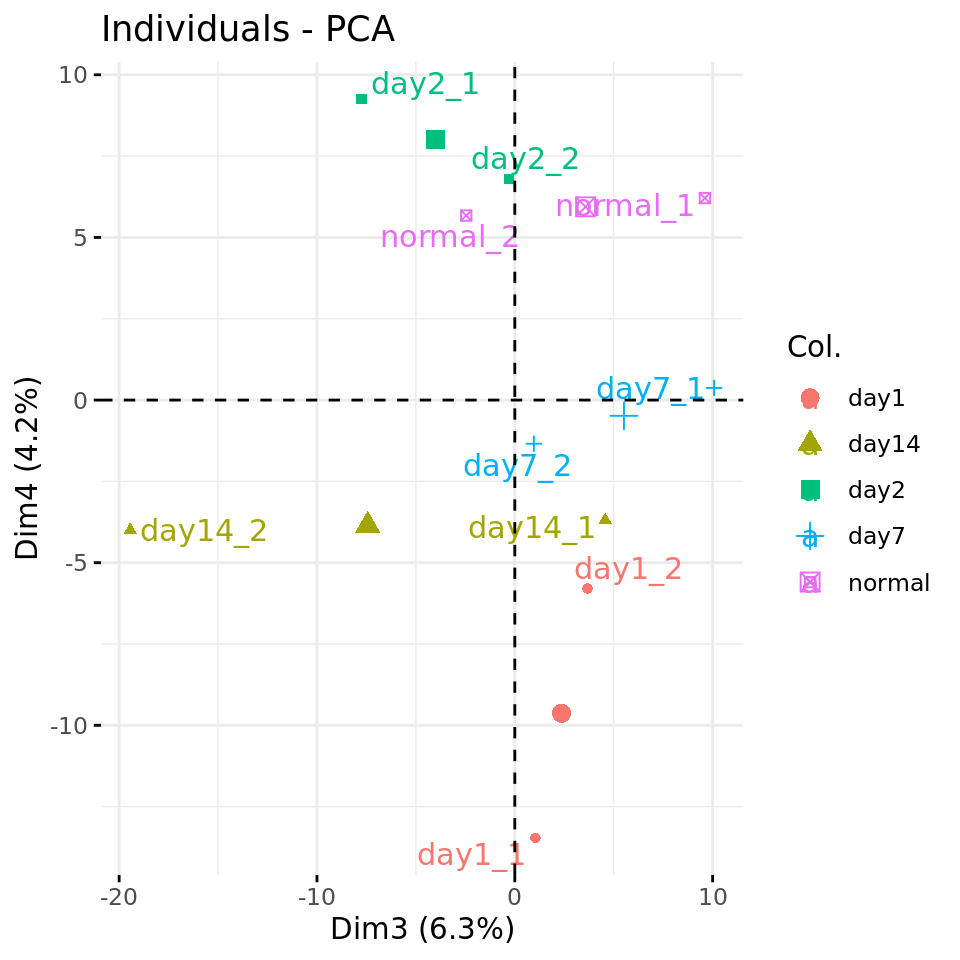 Individuals - PCA
10
day2_1
day2_2
normal_1
5
normal_2
Col.
day7_1
0
day1
day14
day7_2
day2
day14_2
day14_1
day7
-5
day1_2
normal
-10
day1_1
-20
-10
0
10
Dim3 (6.3%)
Dim4 (4.2%)